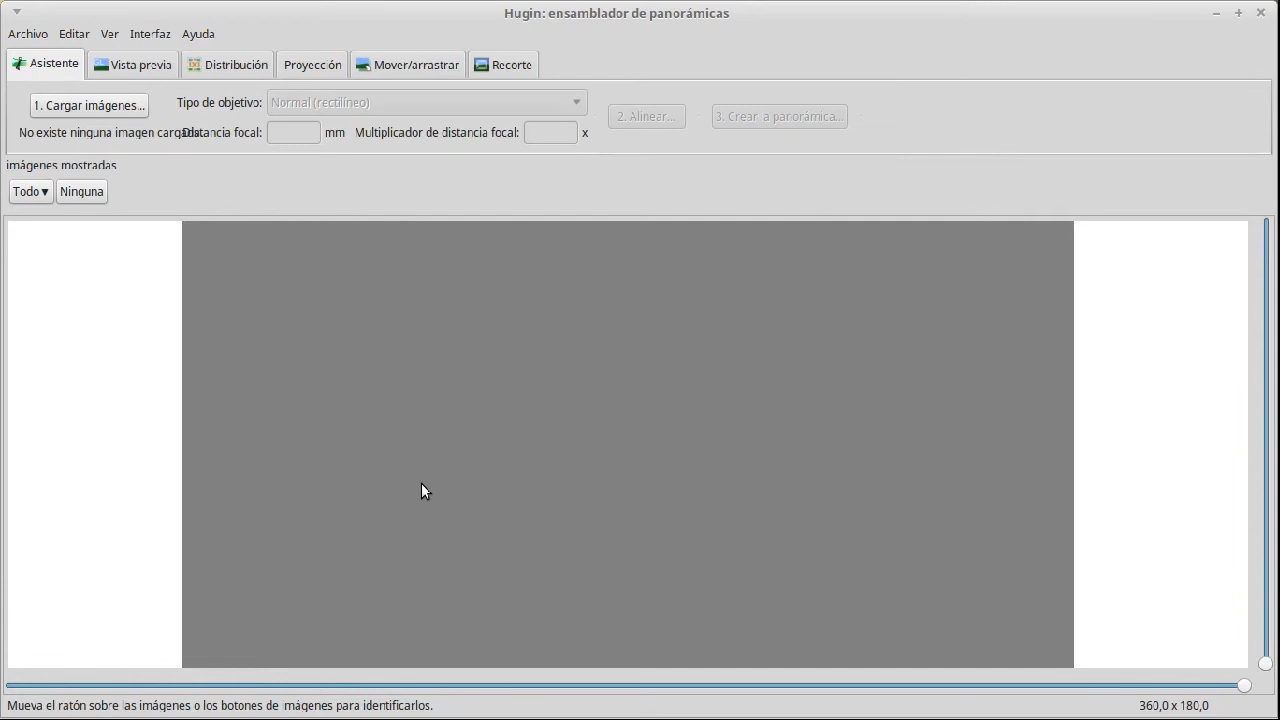 Hugin: ensamblador de panorámicas
Archivo Editar Ver Interfaz Ayuda
Asistente Vista previa Distribución Proyección Mover/arrastrar Recorte
1. Cargar imágenes... Tipo de objetivo: Normal (rectilíneo) 2. Alinear... 3. Crear la panorámica...
No existe ninguna imagen cargada. Distancia focal: mm Multiplicador de distancia focal: x
imágenes mostradas
Todo▾ Ninguna
Mueva el ratón sobre las imágenes o los botones de imágenes para identificarlos. 360,0 x 180,0